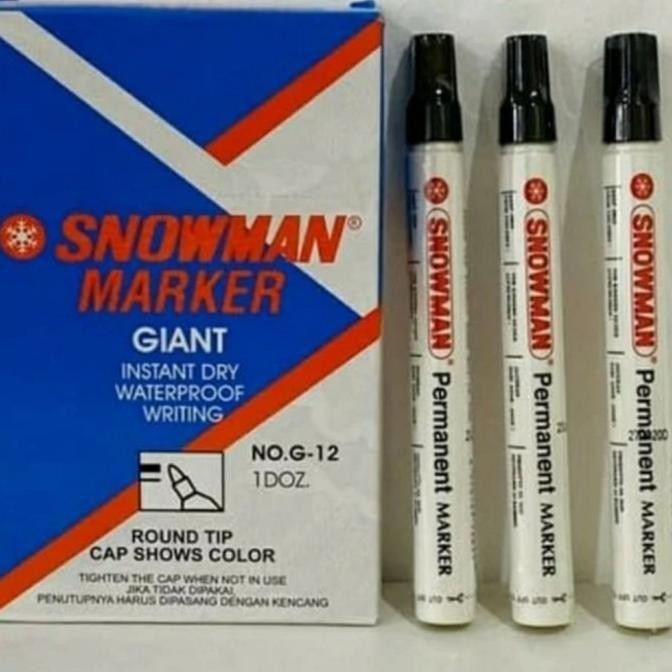 SNOWMAN®
MARKER
GIANT
INSTANT DRY
WATERPROOF
WRITING
NO.G-12
1 DOZ.
ROUND TIP
CAP SHOWS COLOR
TIGHTEN THE CAP WHEN NOT IN USE
JIKA TIDAK DIPAKAI,
PENUTUPNYA HARUS DIPASANG DENGAN KENCANG
SNOWMAN® Permanent MARKER
SNOWMAN® Permanent MARKER
SNOWMAN® Permanent MARKER